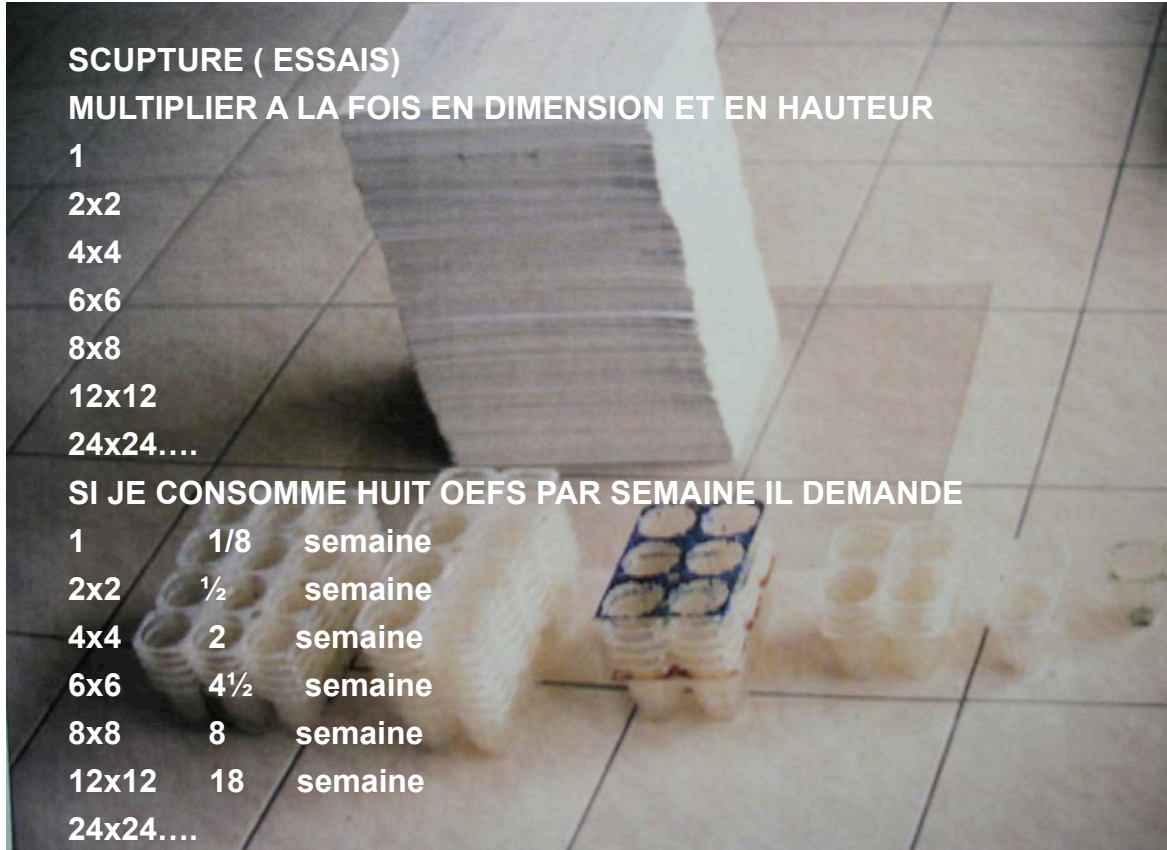 SCUPTURE ( ESSAIS)
MULTIPLIER A LA FOIS EN DIMENSION ET EN HAUTEUR
1
2x2
4x4
6x6
8x8
12x12
24x24….
SI JE CONSOMME HUIT OEFS PAR SEMAINE IL DEMANDE
1 1/8 semaine
2x2 ½ semaine
4x4 2 semaine
6x6 4½ semaine
8x8 8 semaine
12x12 18 semaine
24x24….